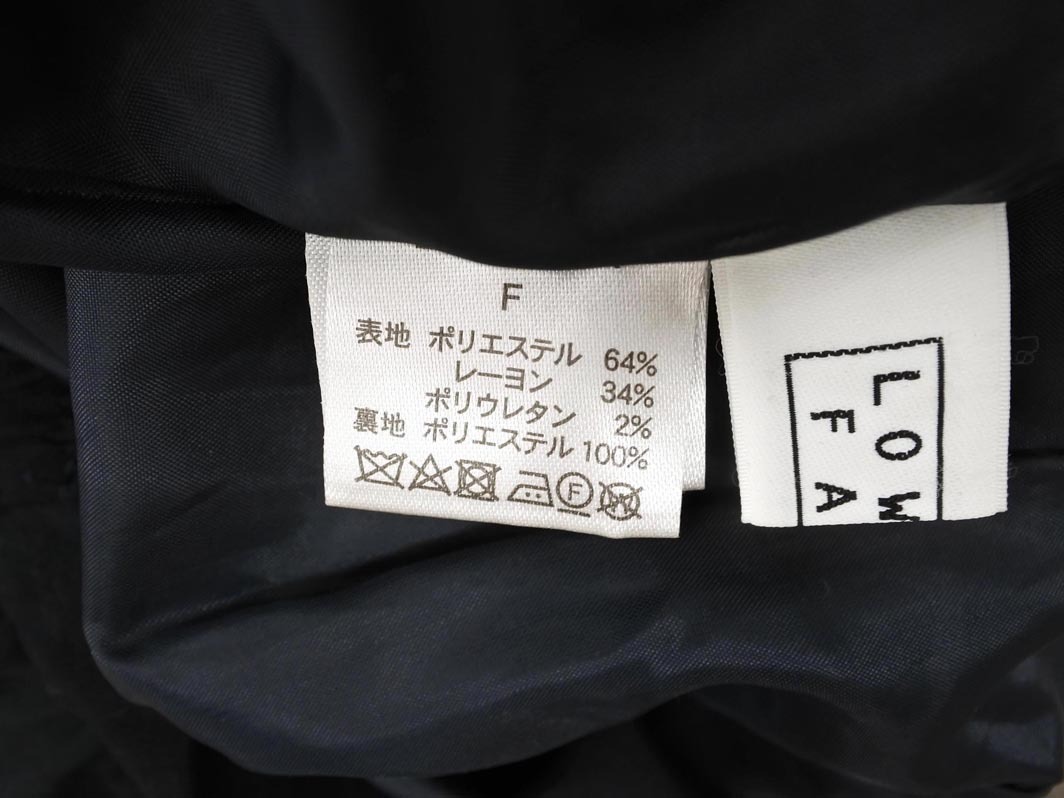 F
表地 ポリエステル 64%
レーヨン 34%
ポリウレタン 2%
裏地 ポリエステル 100%
F
LOW
FA